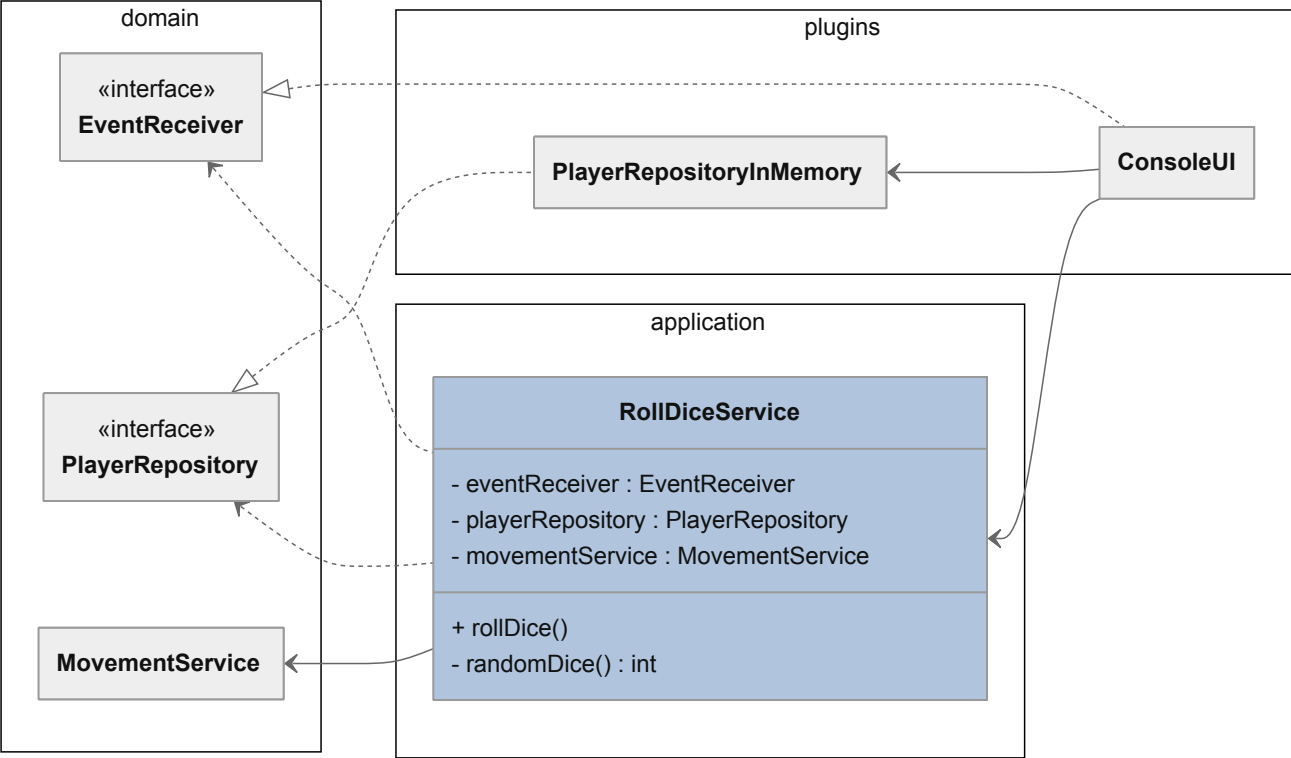 domain
«interface»
EventReceiver
«interface»
PlayerRepository
MovementService
plugins
PlayerRepositoryInMemory
ConsoleUI
application
RollDiceService
- eventReceiver : EventReceiver
- playerRepository : PlayerRepository
- movementService : MovementService
+ rollDice()
- randomDice() : int